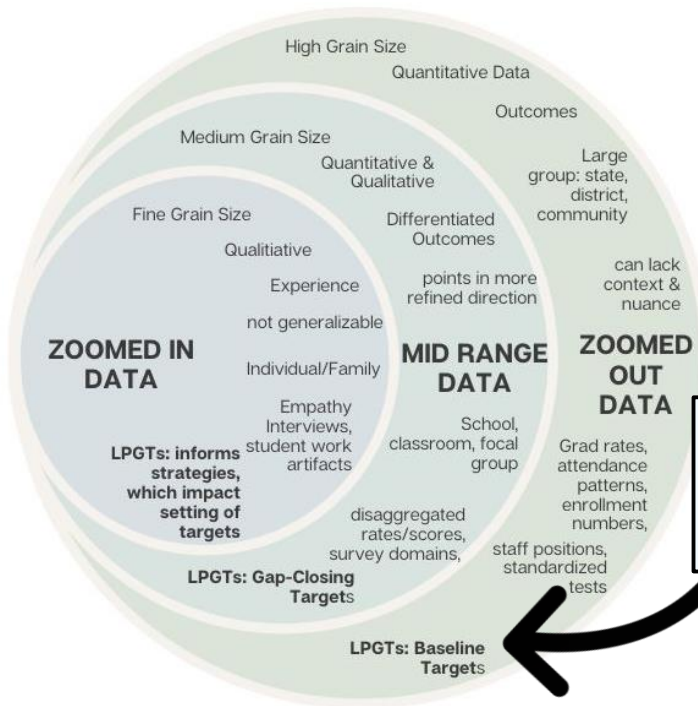 High Grain Size
Quantitative Data
Outcomes
Large
group: state,
district,
community
can lack
context &
nuance
ZOOMED
OUT
DATA
Grad rates,
attendance
patterns,
enrollment
numbers,
staff positions,
standardized
tests
LPGTs: Baseline
Targets
Medium Grain Size
Quantitative &
Qualitative
Differentiated
Outcomes
points in more
refined direction
MID RANGE
DATA
School,
classroom, focal
group
disaggregated
rates/scores,
survey domains,
LPGTs: Gap-Closing
Targets
Fine Grain Size
Qualitiative
Experience
not generalizable
ZOOMED IN
DATA
Individual/Family
Empathy
Interviews,
student work
artifacts
LPGTs: informs
strategies,
which impact
setting of
targets